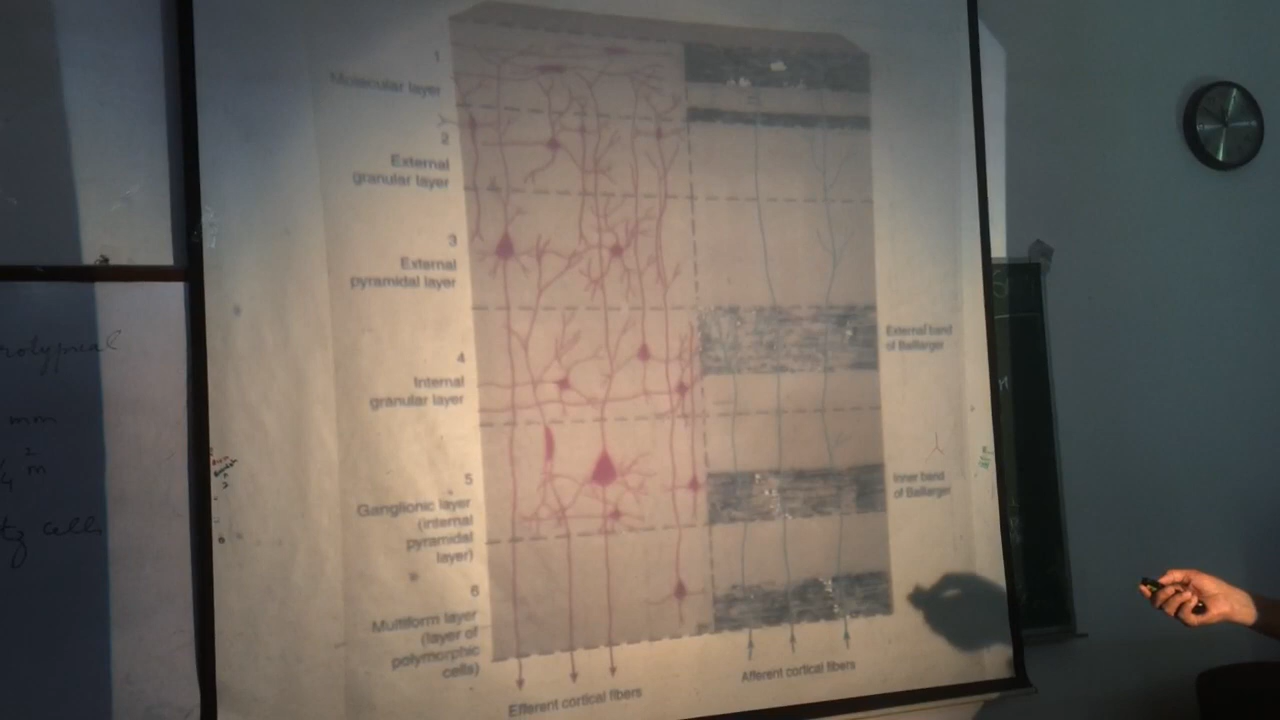 1
Molecular layer
2
External
granular layer
3
External
pyramidal layer
4
Internal
granular layer
5
Ganglionic layer
(internal
pyramidal
layer)
6
Multiform layer
(layer of
polymorphic
cells)
External band
of Baillarger
Inner band
of Baillarger
Efferent cortical fibers
Afferent cortical fibers
mm
cells